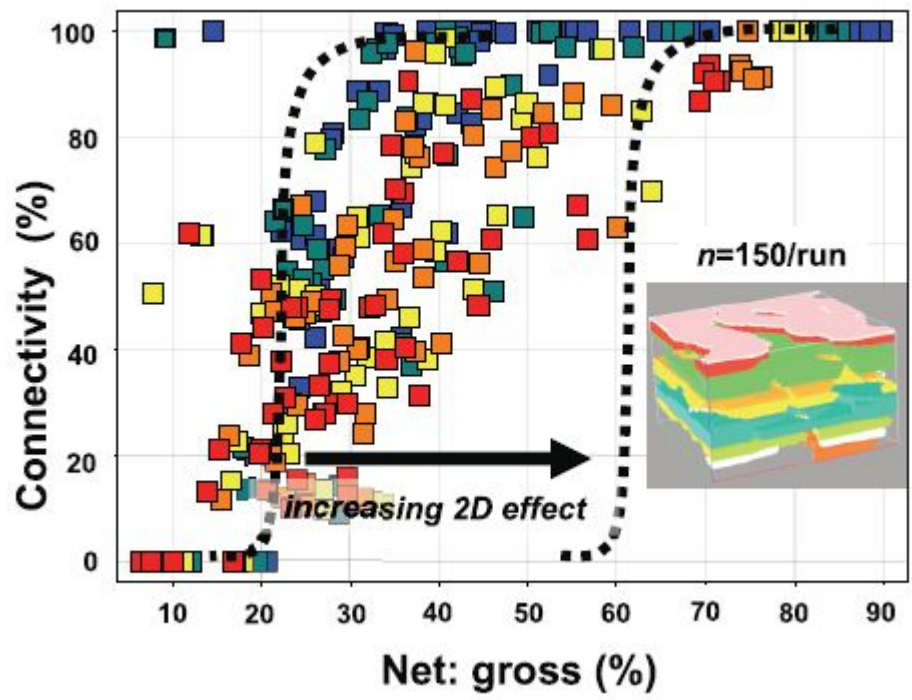 100
80
60
40
20
0
Connectivity (%)
n=150/run
increasing 2D effect
10 20 30 40 50 60 70 80 90
Net: gross (%)